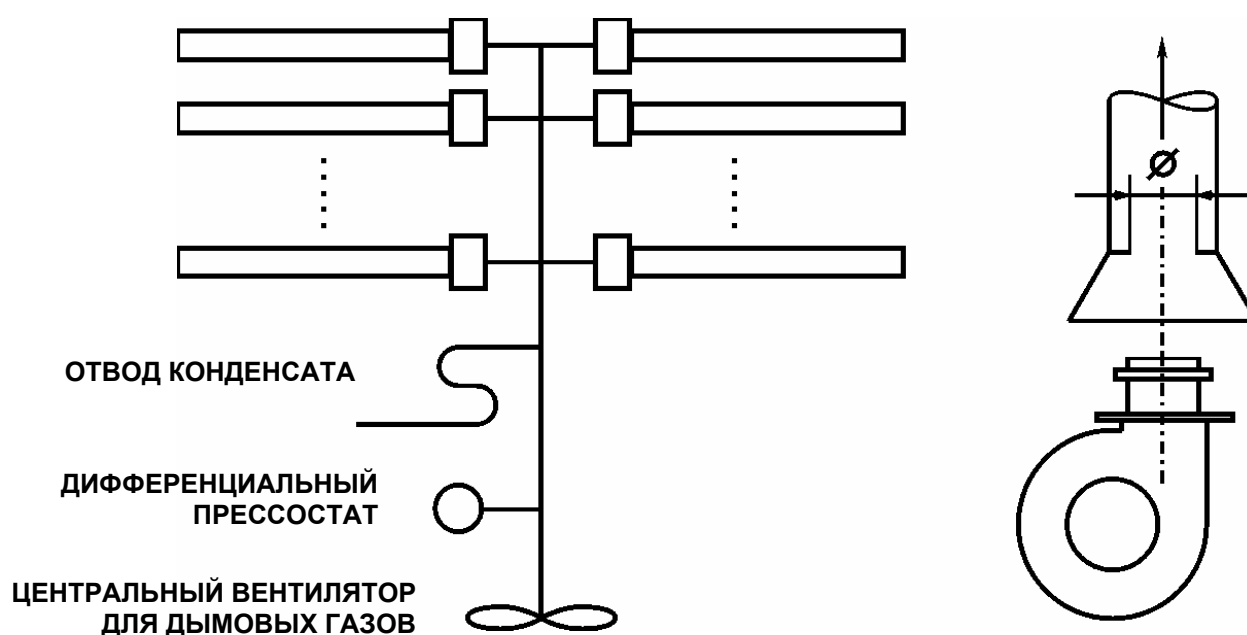 Ø
ОТВОД КОНДЕНСАТА
ДИФФЕРЕНЦИАЛЬНЫЙ
ПРЕССОСТАТ
ЦЕНТРАЛЬНЫЙ ВЕНТИЛЯТОР
ДЛЯ ДЫМОВЫХ ГАЗОВ